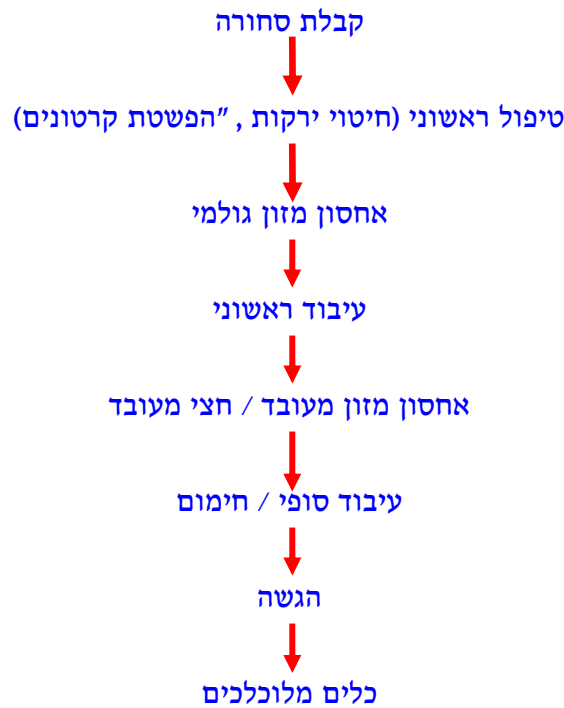 קבלת סחורה
טיפול ראשוני (חיטוי ירקות , "הפשטת קרטונים)
אחסון מזון גולמי
עיבוד ראשוני
אחסון מזון מעובד / חצי מעובד
עיבוד סופי / חימום
הגשה
כלים מלוכלכים